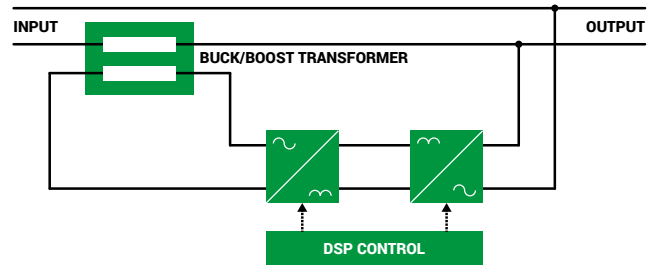 INPUT
OUTPUT
BUCK/BOOST TRANSFORMER
DSP CONTROL